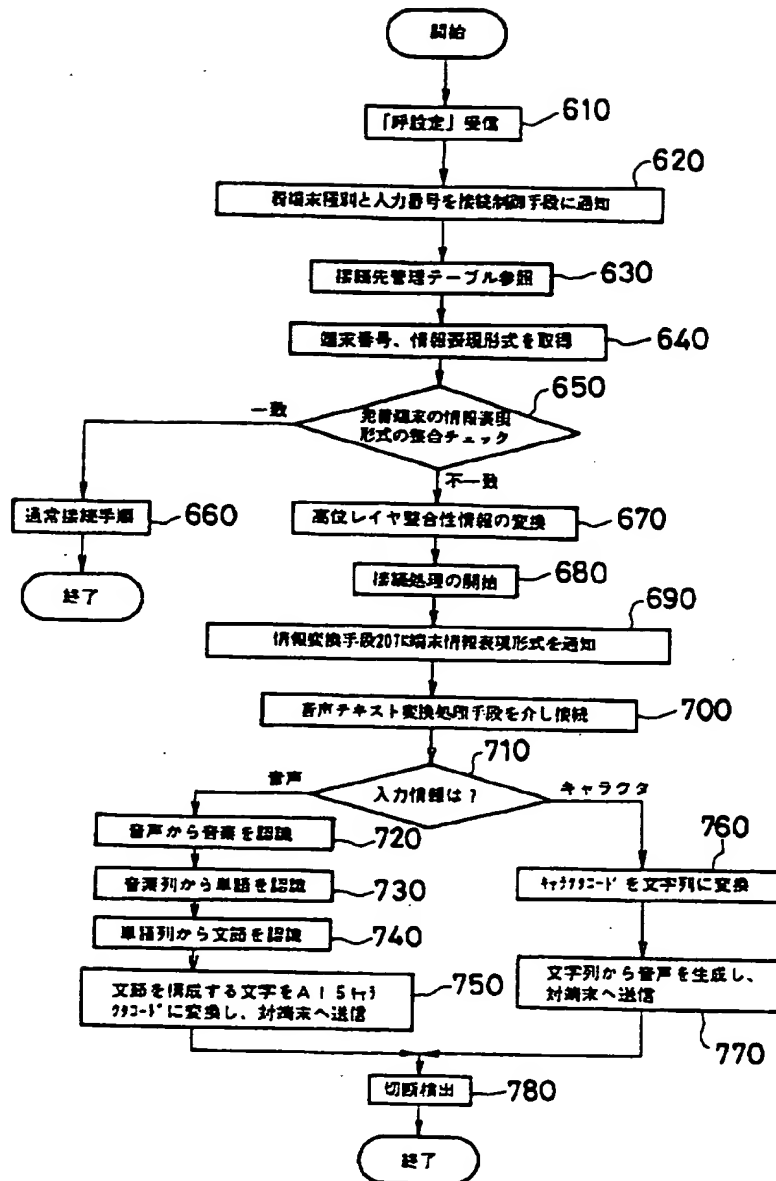 開始
「呼設定」受信
610
620
着端末種別と入力番号を接続制御手段に通知
接続先管理テーブル参照
630
端末番号、情報表現形式を取得
640
650
発着端末の情報表現
形式の整合チェック
一致
不一致
通常接続手順
660
高位レイヤ整合性情報の変換
670
終了
接続処理の開始
680
690
情報変換手段207に端末情報表現形式を通知
音声テキスト変換処理手段を介し接続
700
710
入力情報は?
音声
キャラクタ
音声から音素を認識
720
760
音素列から単語を認識
730
キャラクタコードを文字列に変換
単語列から文節を認識
740
750
文節を構成する文字をAI5キャラ
クタコードに変換し、対端末へ送信
文字列から音声を生成し、
対端末へ送信
770
切断検出
780
終了